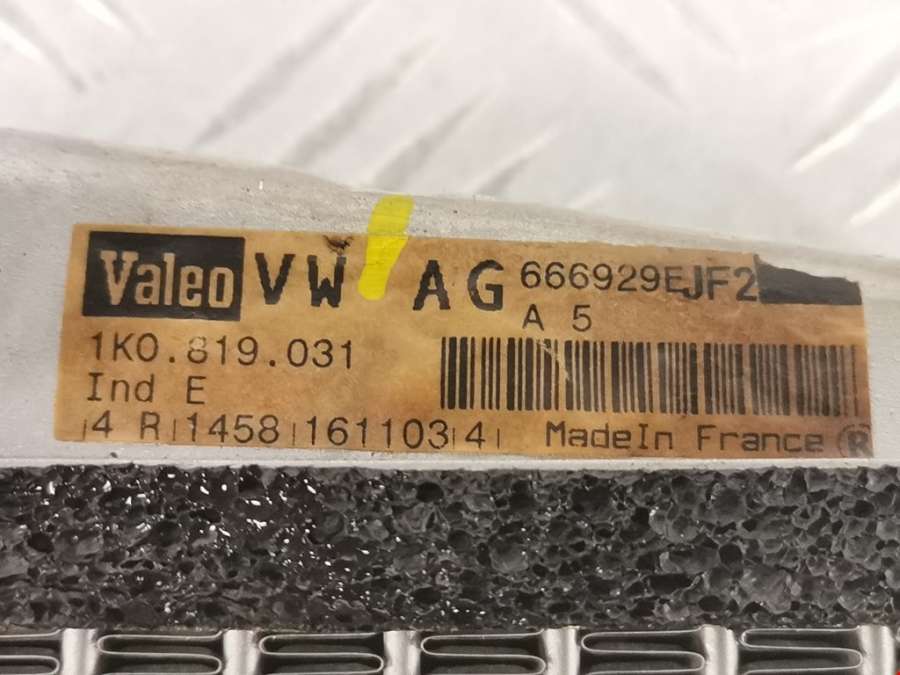 Valeo VW AG 666929EJF2
A 5
1K0.819.031
Ind E
4 R 1458 161103 4 MadeIn France ®